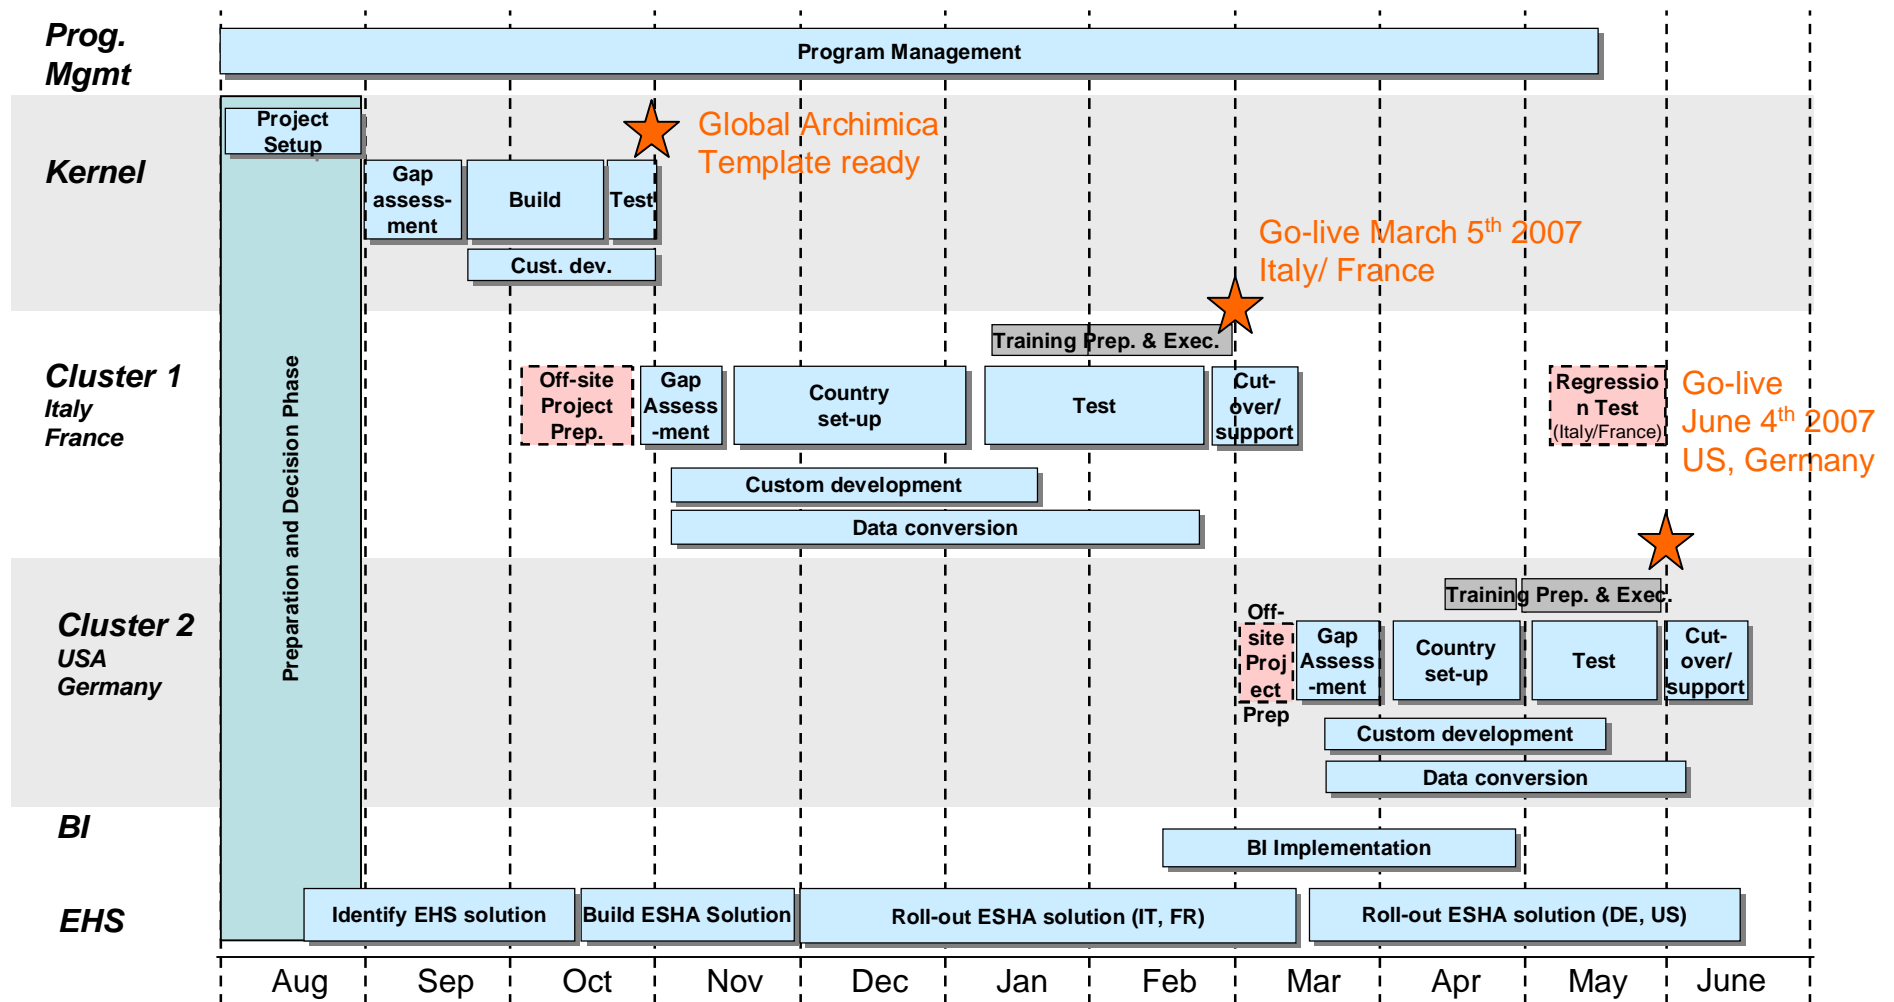 Prog.
Mgmt
Program Management
Kernel
Project
Setup
Global Archimica
Template ready
Gap
assess-
ment
Build
Test
Cust. dev.
Go-live March 5th 2007
Italy/ France
Preparation and Decision Phase
Cluster 1
Italy
France
Training Prep. & Exec.
Off-site
Project
Prep.
Gap
Assess
-ment
Country
set-up
Test
Cut-
over/
support
Regressio
n Test
(Italy/France)
Go-live
June 4th 2007
US, Germany
Custom development
Data conversion
Cluster 2
USA
Germany
Training Prep. & Exec.
Off-
site
Proj
ect
Prep
Gap
Assess
-ment
Country
set-up
Test
Cut-
over/
support
Custom development
Data conversion
BI
BI Implementation
EHS
Identify EHS solution
Build ESHA Solution
Roll-out ESHA solution (IT, FR)
Roll-out ESHA solution (DE, US)
Aug Sep Oct Nov Dec Jan Feb Mar Apr May June